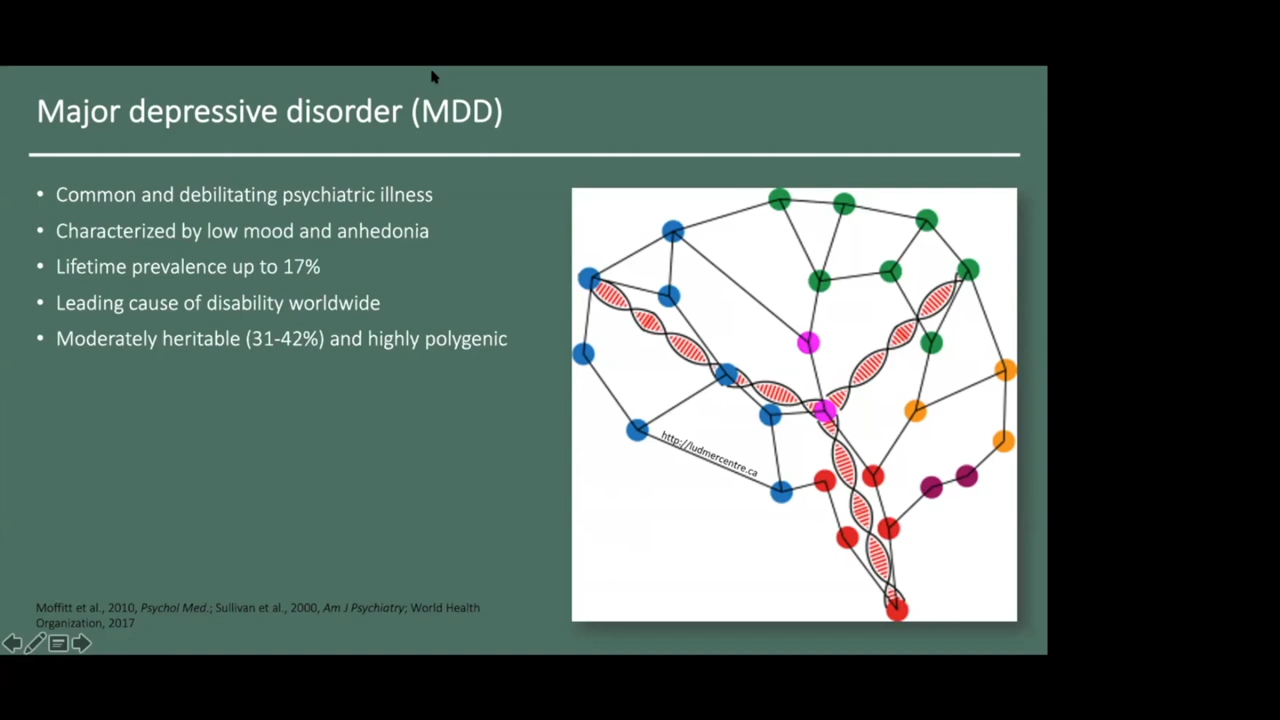 Major depressive disorder (MDD)
• Common and debilitating psychiatric illness
• Characterized by low mood and anhedonia
• Lifetime prevalence up to 17%
• Leading cause of disability worldwide
• Moderately heritable (31-42%) and highly polygenic
http://ludmercentre.ca
Moffitt et al., 2010, Psychol Med.; Sullivan et al., 2000, Am J Psychiatry; World Health
Organization, 2017